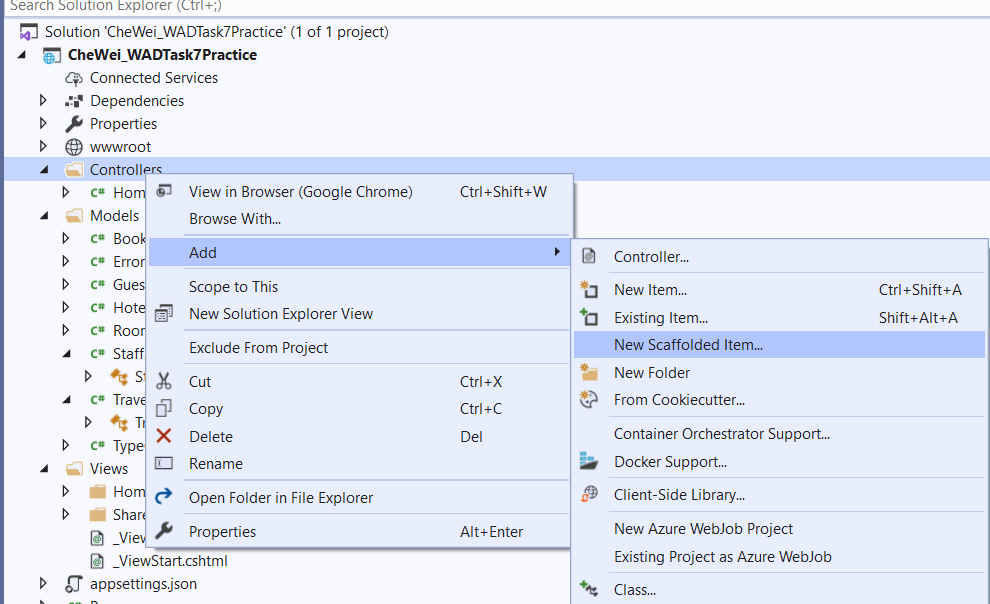 Search Solution Explorer (Ctrl+;)
Solution 'CheWei_WADTask7Practice' (1 of 1 project)
CheWei_WADTask7Practice
Connected Services
Dependencies
Properties
wwwroot
Controllers
C# Hom
Models
C# Book
C# Error
C# Gues
C# Hote
C# Roor
C# Staff
St
C# Trave
Tr
C# Type
Views
Hom
Share
_Viev
_ViewStart.cshtml
appsettings.json
View in Browser (Google Chrome) Ctrl+Shift+W
Browse With...
Add
Scope to This
New Solution Explorer View
Exclude From Project
Cut Ctrl+X
Copy Ctrl+C
Delete Del
Rename
Open Folder in File Explorer
Properties Alt+Enter
Controller...
New Item... Ctrl+Shift+A
Existing Item... Shift+Alt+A
New Scaffolded Item...
New Folder
From Cookiecutter...
Container Orchestrator Support...
Docker Support...
Client-Side Library...
New Azure WebJob Project
Existing Project as Azure WebJob
Class...